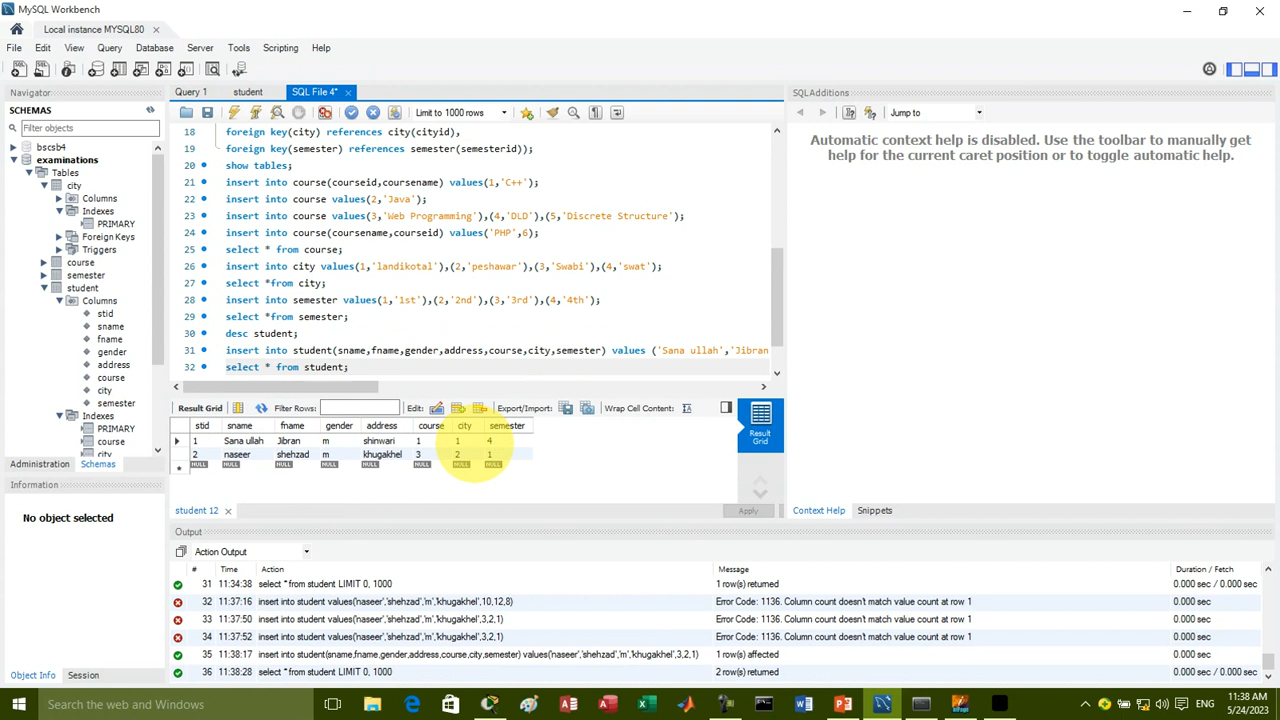 MySQL Workbench
Local instance MYSQL80
File Edit View Query Database Server Tools Scripting Help
Navigator
SCHEMAS
Filter objects
bscsb4
examinations
Tables
city
Columns
Indexes
PRIMARY
Foreign Keys
Triggers
course
semester
student
Columns
stid
sname
fname
gender
address
course
city
semester
Indexes
PRIMARY
course
city
Administration Schemas
Information
No object selected
Object Info Session
Query 1 student SQL File 4*
Limit to 1000 rows
18 foreign key(city) references city(cityid),
19 foreign key(semester) references semester(semesterid));
20 show tables;
21 insert into course(courseid,coursename) values(1,'C++');
22 insert into course values(2,'Java');
23 insert into course values(3,'Web Programming'),(4,'DLD'),(5,'Discrete Structure');
24 insert into course(coursename,courseid) values('PHP',6);
25 select * from course;
26 insert into city values(1,'landikotal'),(2,'peshawar'),(3,'Swabi'),(4,'swat');
27 select *from city;
28 insert into semester values(1,'1st'),(2,'2nd'),(3,'3rd'),(4,'4th');
29 select *from semester;
30 desc student;
31 insert into student(sname,fname,gender,address,course,city,semester) values ('Sana ullah','Jibran
32 select * from student;
Result Grid Filter Rows: Edit: Export/Import: Wrap Cell Content:
stid sname fname gender address course city semester
1 Sana ullah Jibran m shinwari 1 1 4
2 naseer shehzad m khugakhel 3 2 1
NULL NULL NULL NULL NULL NULL NULL NULL
Result Grid
student 12
Apply
SQLAdditions
Jump to
Automatic context help is disabled. Use the toolbar to manually get
help for the current caret position or to toggle automatic help.
Context Help Snippets
Output
Action Output
# Time Action Message Duration / Fetch
31 11:34:38 select * from student LIMIT 0, 1000 1 row(s) returned 0.000 sec / 0.000 sec
32 11:37:16 insert into student values('naseer','shehzad','m','khugakhel',10,12,8) Error Code: 1136. Column count doesn't match value count at row 1 0.000 sec
33 11:37:50 insert into student values('naseer','shehzad','m','khugakhel',3,2,1) Error Code: 1136. Column count doesn't match value count at row 1 0.000 sec
34 11:37:52 insert into student values('naseer','shehzad','m','khugakhel',3,2,1) Error Code: 1136. Column count doesn't match value count at row 1 0.000 sec
35 11:38:17 insert into student(sname,fname,gender,address,course,city,semester) values('naseer','shehzad','m','khugakhel',3,2,1) 1 row(s) affected 0.000 sec
36 11:38:28 select * from student LIMIT 0, 1000 2 row(s) returned 0.000 sec / 0.000 sec
Search the web and Windows
11:38 AM
5/24/2023